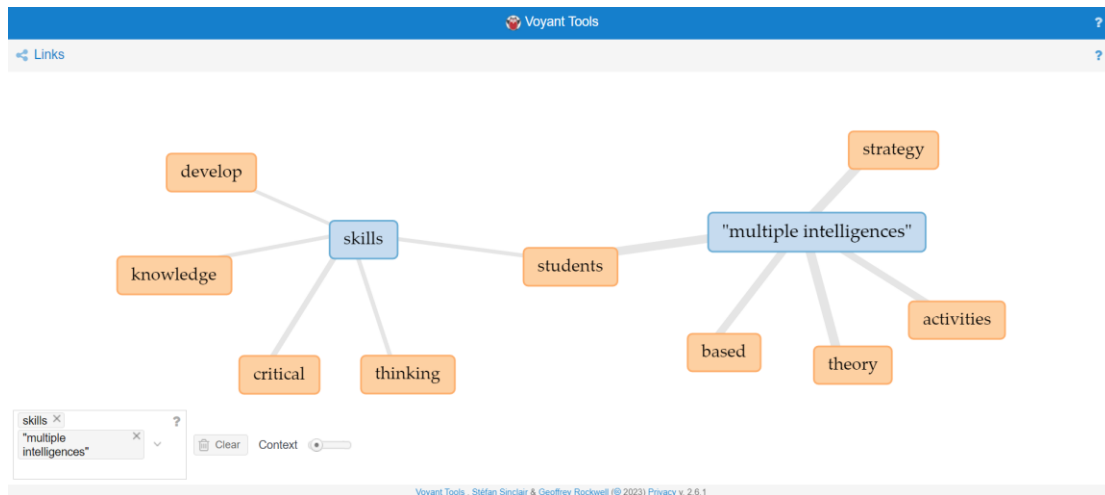 Voyant Tools ?
Links ?
strategy
develop
"multiple intelligences"
skills
students
knowledge
activities
based
theory
critical
thinking
skills × ?
"multiple ×
intelligences"
Clear Context
Voyant Tools , Stéfan Sinclair & Geoffrey Rockwell (© 2023) Privacy v. 2.6.1